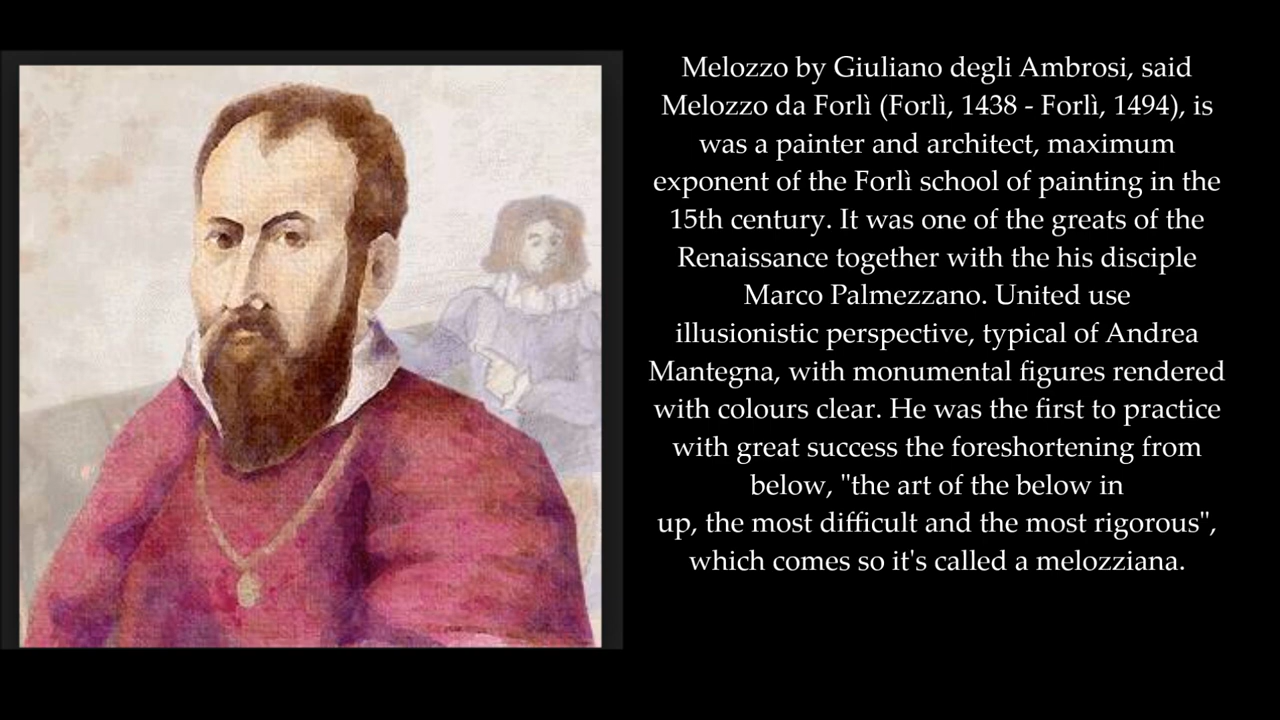 Melozzo by Giuliano degli Ambrosi, said
Melozzo da Forlì (Forlì, 1438 - Forlì, 1494), is
was a painter and architect, maximum
exponent of the Forlì school of painting in the
15th century. It was one of the greats of the
Renaissance together with the his disciple
Marco Palmezzano. United use
illusionistic perspective, typical of Andrea
Mantegna, with monumental figures rendered
with colours clear. He was the first to practice
with great success the foreshortening from
below, "the art of the below in
up, the most difficult and the most rigorous",
which comes so it's called a melozziana.